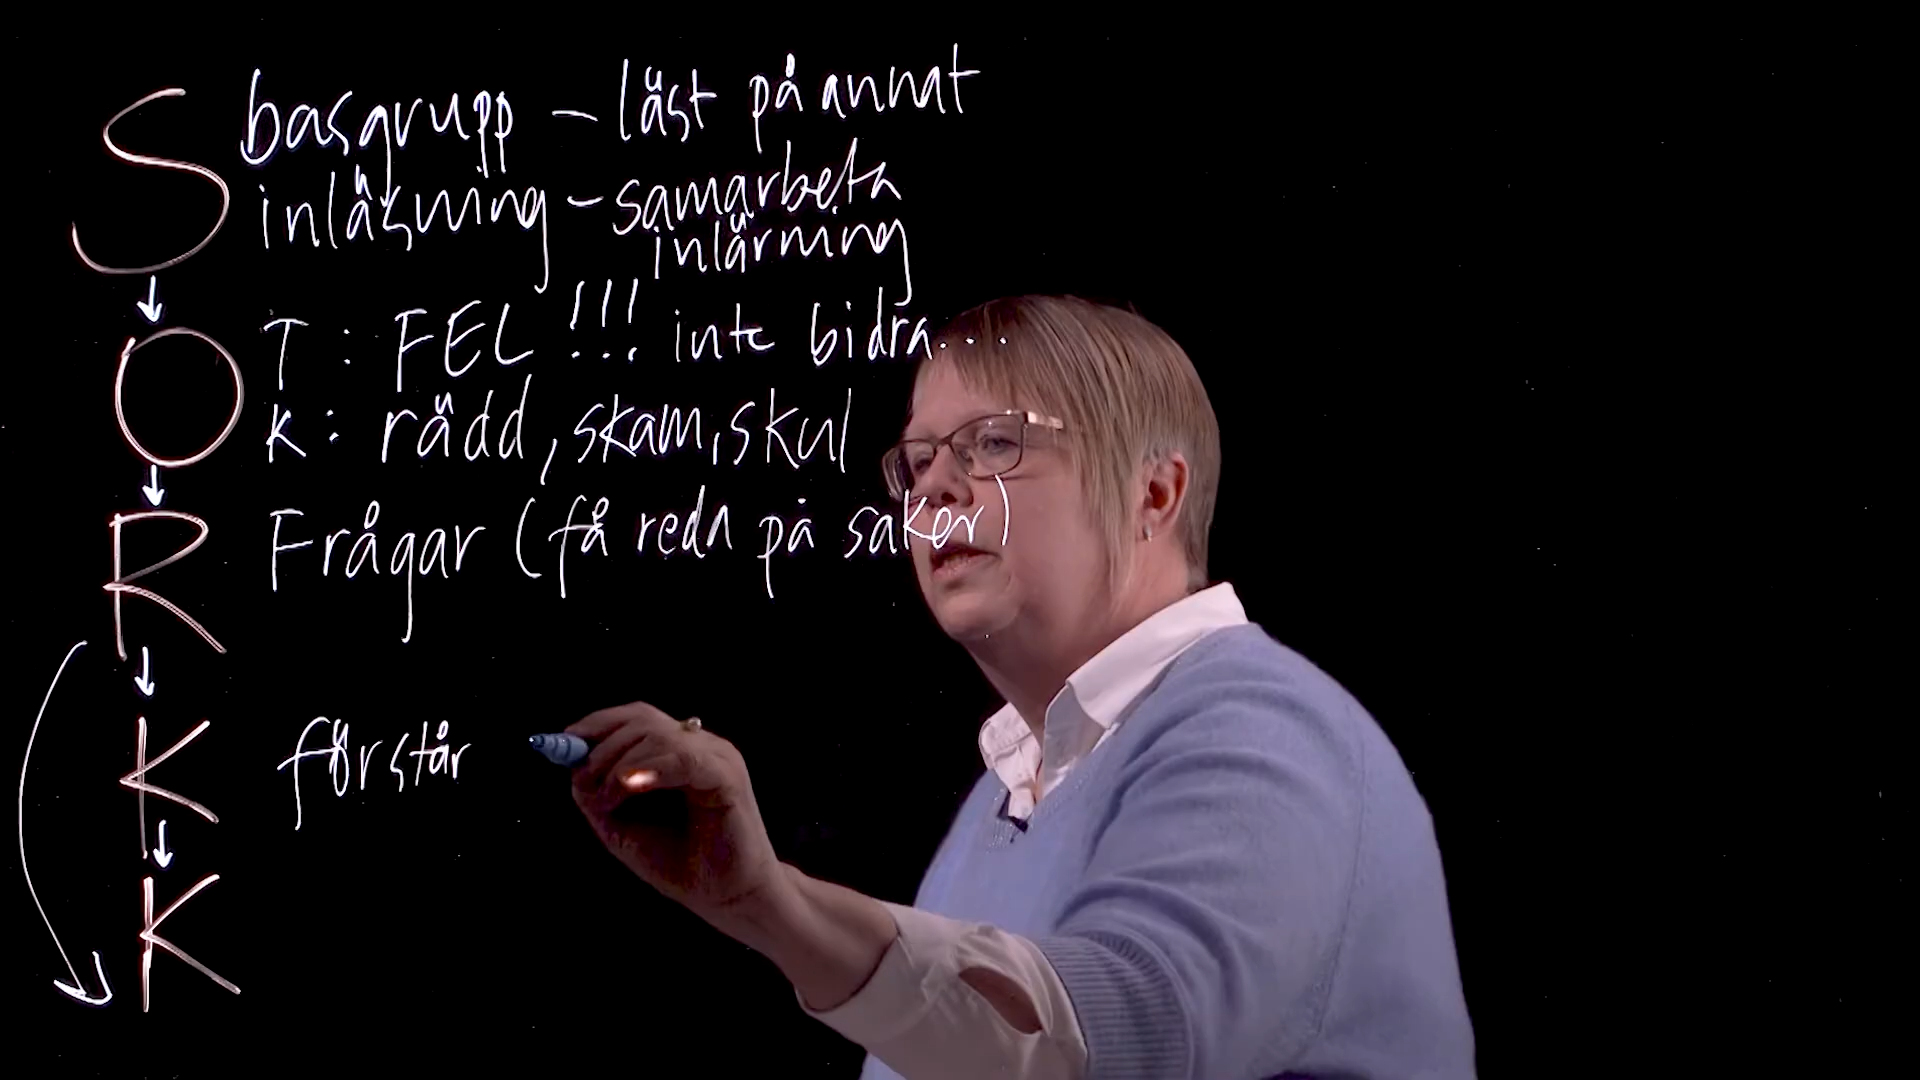 S basgrupp - läst på annat
inläsning - samarbeta
inlärning
↓
O T: FEL!!! inte bidra...
K: rädd, skam, skul
↓
R Frågar (få reda på saker)
↓
K förstår
↓
K